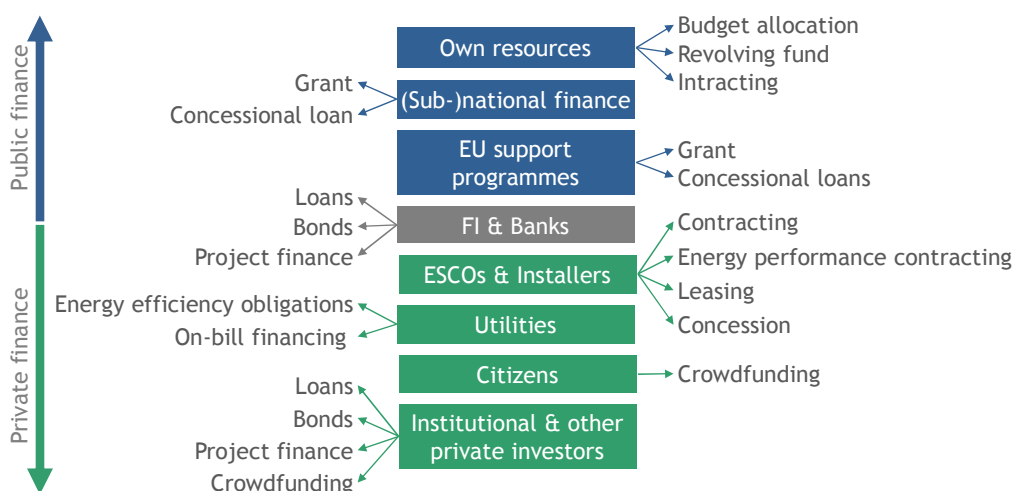 Public finance
Private finance
Own resources
Budget allocation
Revolving fund
Intracting
(Sub-)national finance
Grant
Concessional loan
EU support
programmes
Grant
Concessional loans
FI & Banks
Loans
Bonds
Project finance
ESCOs & Installers
Contracting
Energy performance contracting
Leasing
Concession
Utilities
Energy efficiency obligations
On-bill financing
Citizens
Crowdfunding
Institutional & other
private investors
Loans
Bonds
Project finance
Crowdfunding